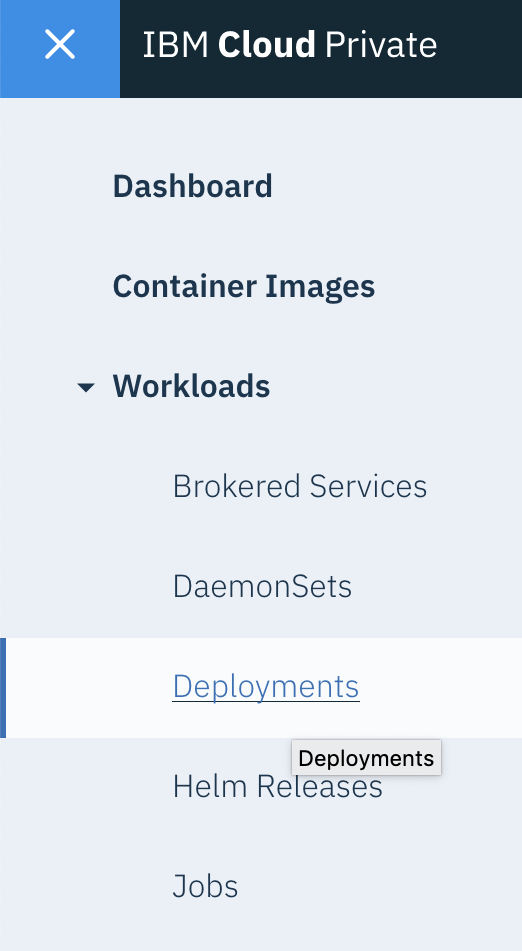 IBM Cloud Private
Dashboard
Container Images
Workloads
Brokered Services
DaemonSets
Deployments
Deployments
Helm Releases
Jobs